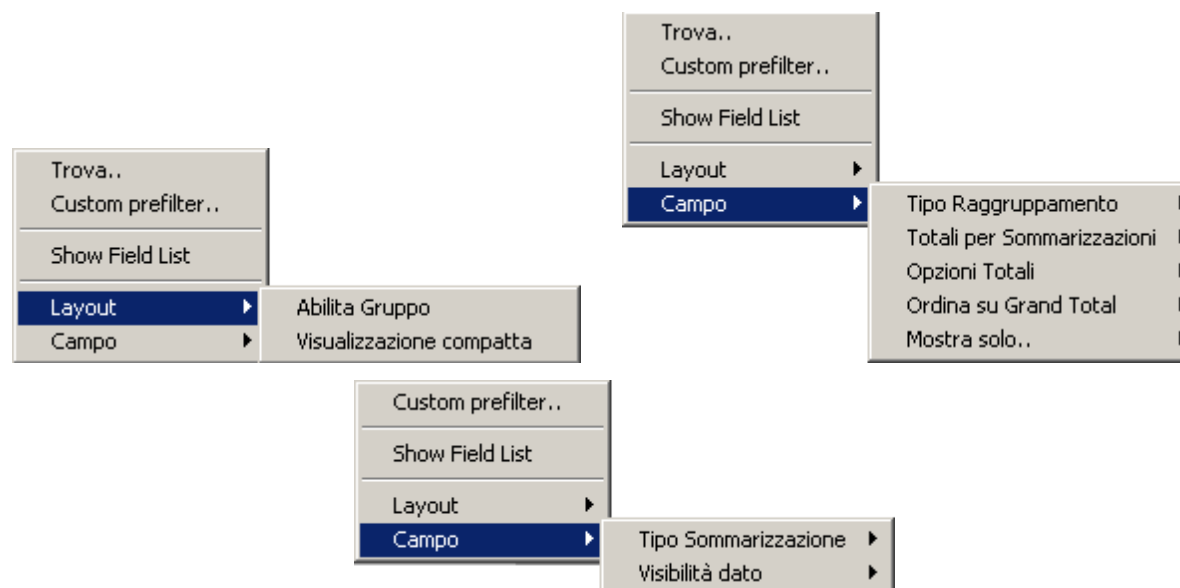 Trova..
Custom prefilter..
Show Field List
Layout
Campo
Abilita Gruppo
Visualizzazione compatta
Trova..
Custom prefilter..
Show Field List
Layout
Campo
Tipo Raggruppamento
Totali per Sommarizzazioni
Opzioni Totali
Ordina su Grand Total
Mostra solo..
Custom prefilter..
Show Field List
Layout
Campo
Tipo Sommarizzazione
Visibilità dato